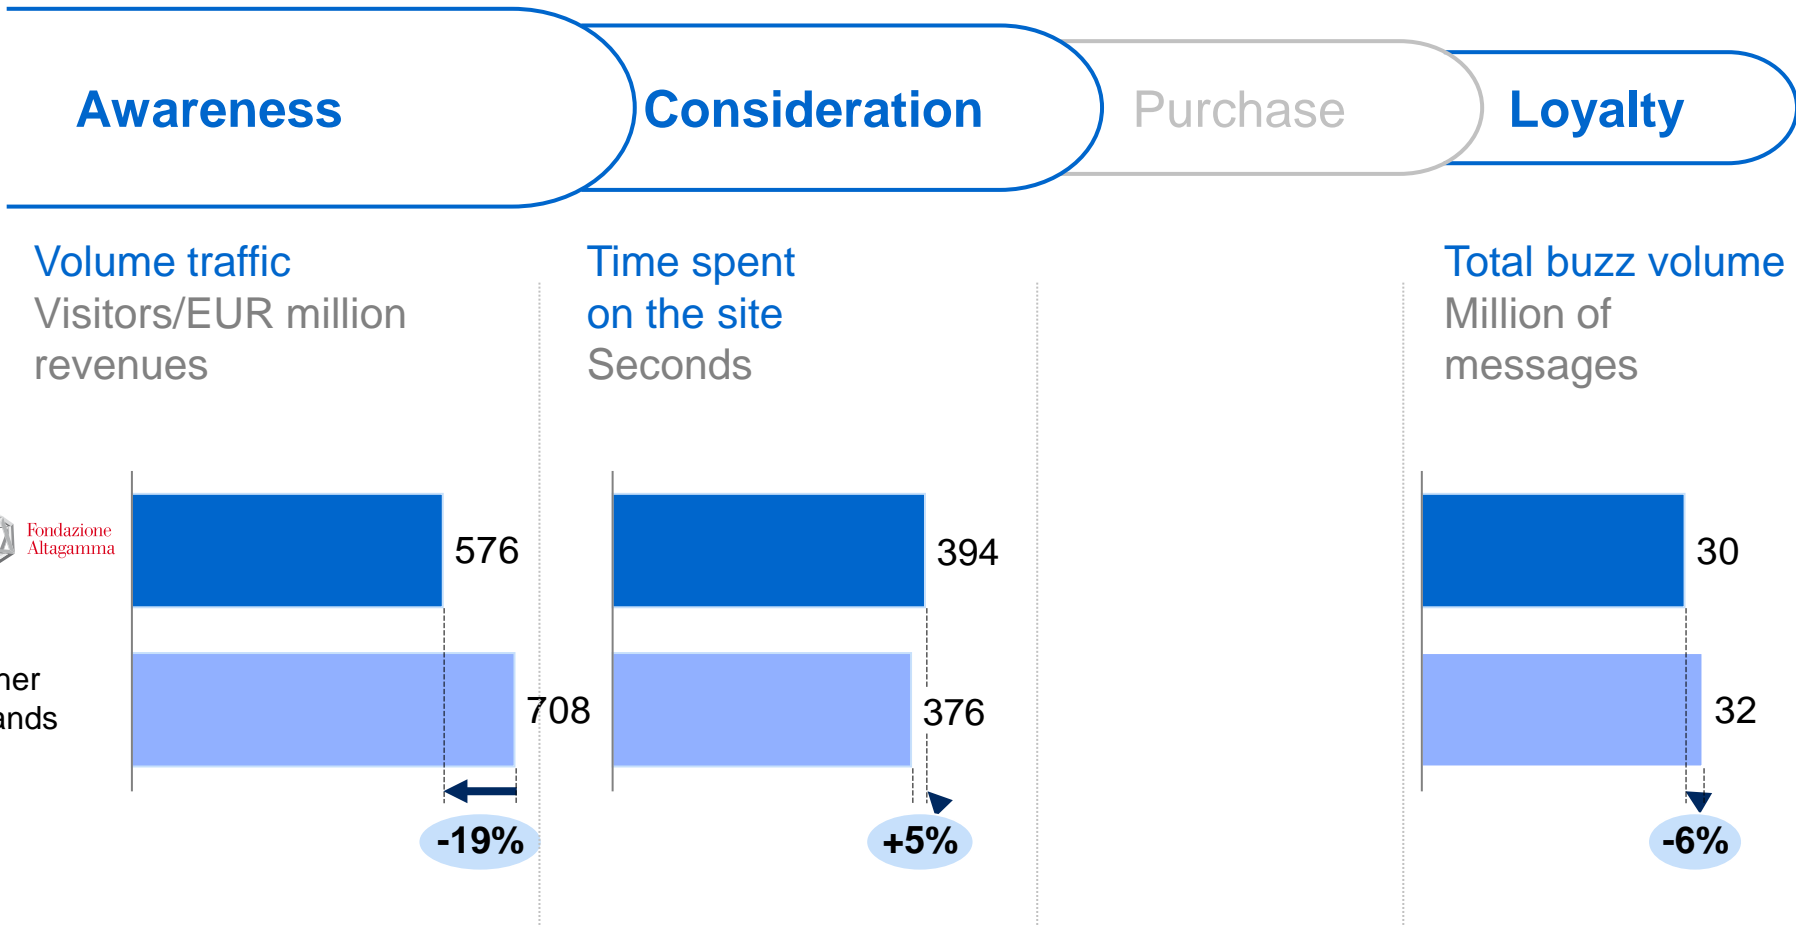 Awareness
Consideration
Purchase
Loyalty
Volume traffic
Visitors/EUR million
revenues
Time spent
on the site
Seconds
Total buzz volume
Million of
messages
Fondazione
Altagamma
576
394
30
708
376
32
-19%
+5%
-6%